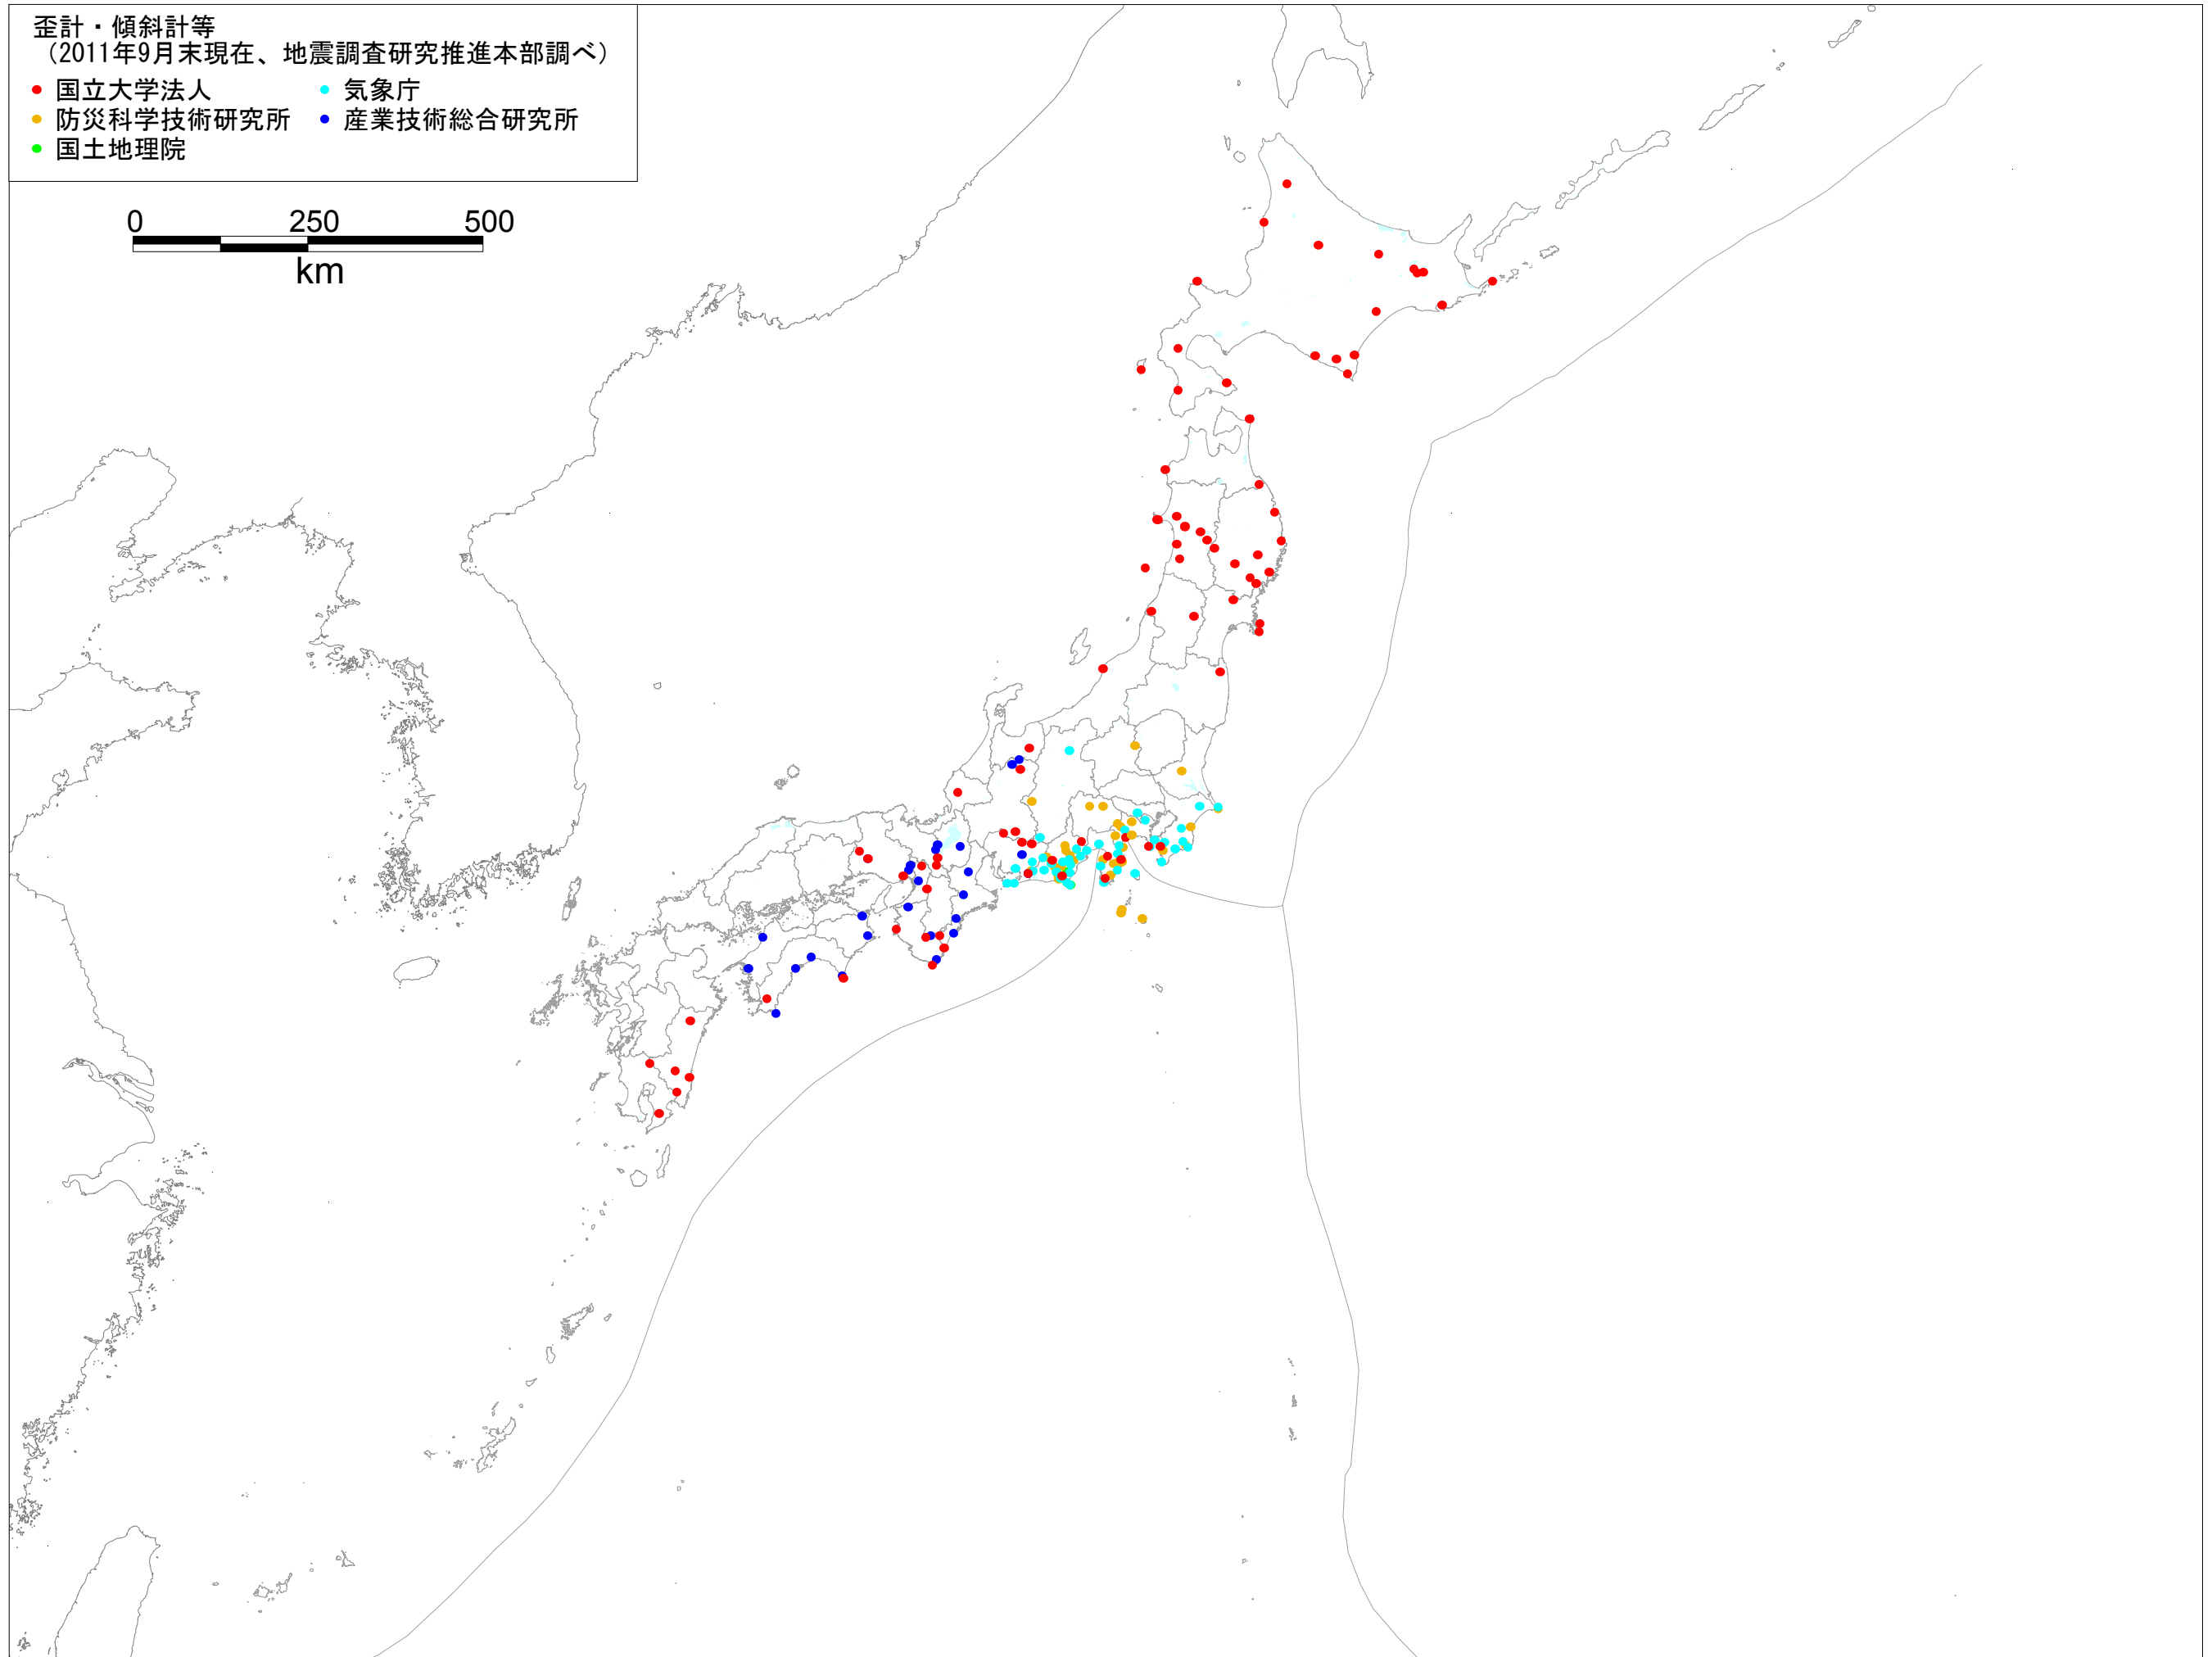 歪計・傾斜計等
（2011年9月末現在、地震調査研究推進本部調べ）
国立大学法人 気象庁
防災科学技術研究所 産業技術総合研究所
国土地理院
0 250 500
km